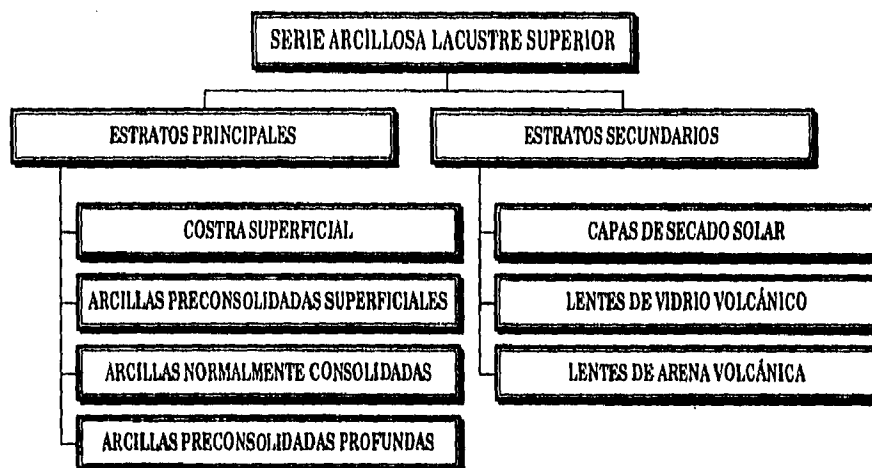 SERIE ARCILLOSA LACUSTRE SUPERIOR
ESTRATOS PRINCIPALES
ESTRATOS SECUNDARIOS
COSTRA SUPERFICIAL
CAPAS DE SECADO SOLAR
ARCILLAS PRECONSOLIDADAS SUPERFICIALES
LENTES DE VIDRIO VOLCÁNICO
ARCILLAS NORMALMENTE CONSOLIDADAS
LENTES DE ARENA VOLCÁNICA
ARCILLAS PRECONSOLIDADAS PROFUNDAS